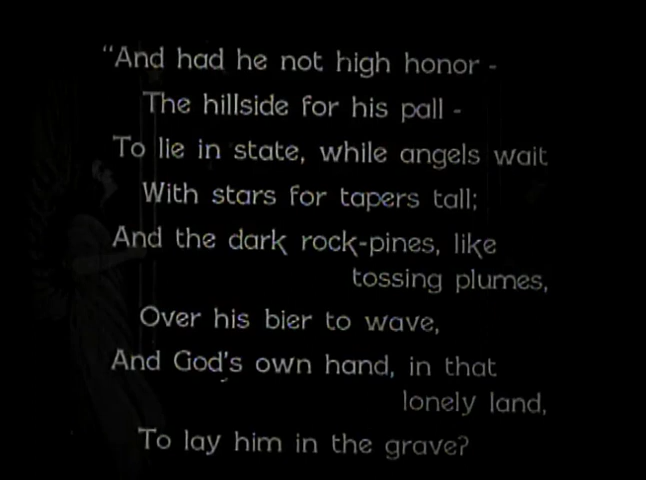 “And had he not high honor -
The hillside for his pall -
To lie in state, while angels wait
With stars for tapers tall;
And the dark rock-pines, like
tossing plumes,
Over his bier to wave,
And God's own hand, in that
lonely land,
To lay him in the grave?